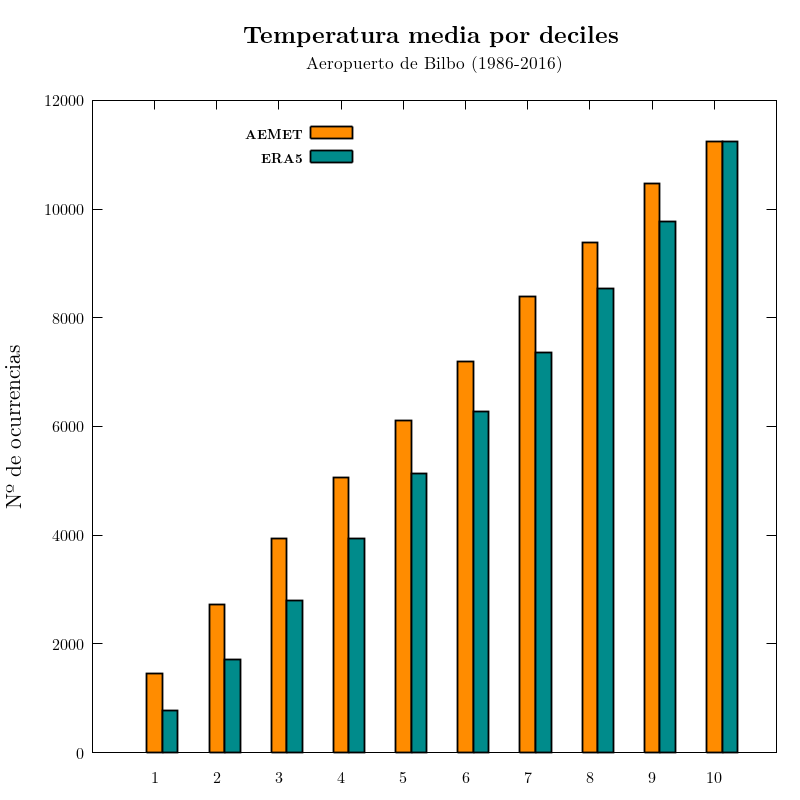 Temperatura media por deciles
Aeropuerto de Bilbo (1986-2016)
12000
10000
8000
6000
4000
2000
0
Nº de ocurrencias
AEMET
ERA5
1 2 3 4 5 6 7 8 9 10